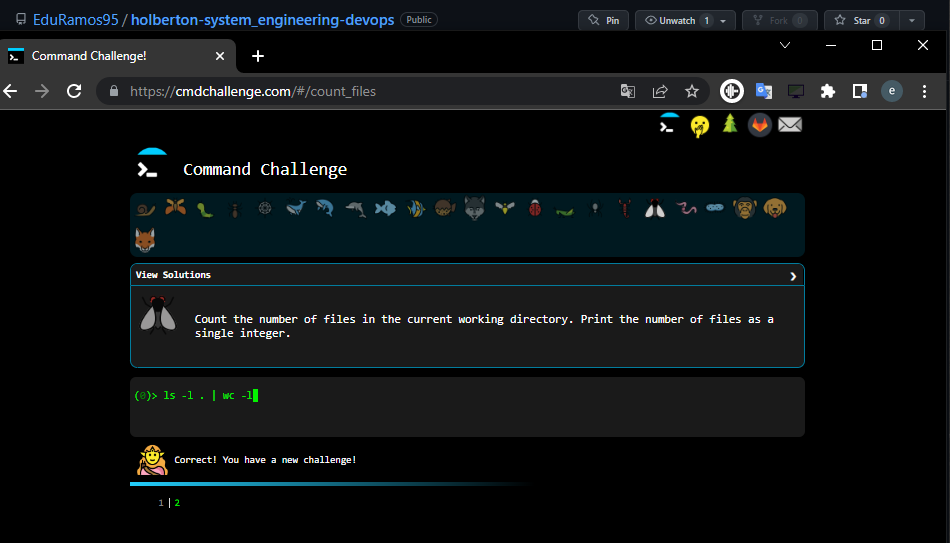 EduRamos95 / holberton-system_engineering-devops Public
Pin
Unwatch 1
Fork 0
Star 0
Command Challenge!
https://cmdchallenge.com/#/count_files
e
Command Challenge
View Solutions
Count the number of files in the current working directory. Print the number of files as a
single integer.
(0)> ls -l . | wc -l
Correct! You have a new challenge!
1 | 2